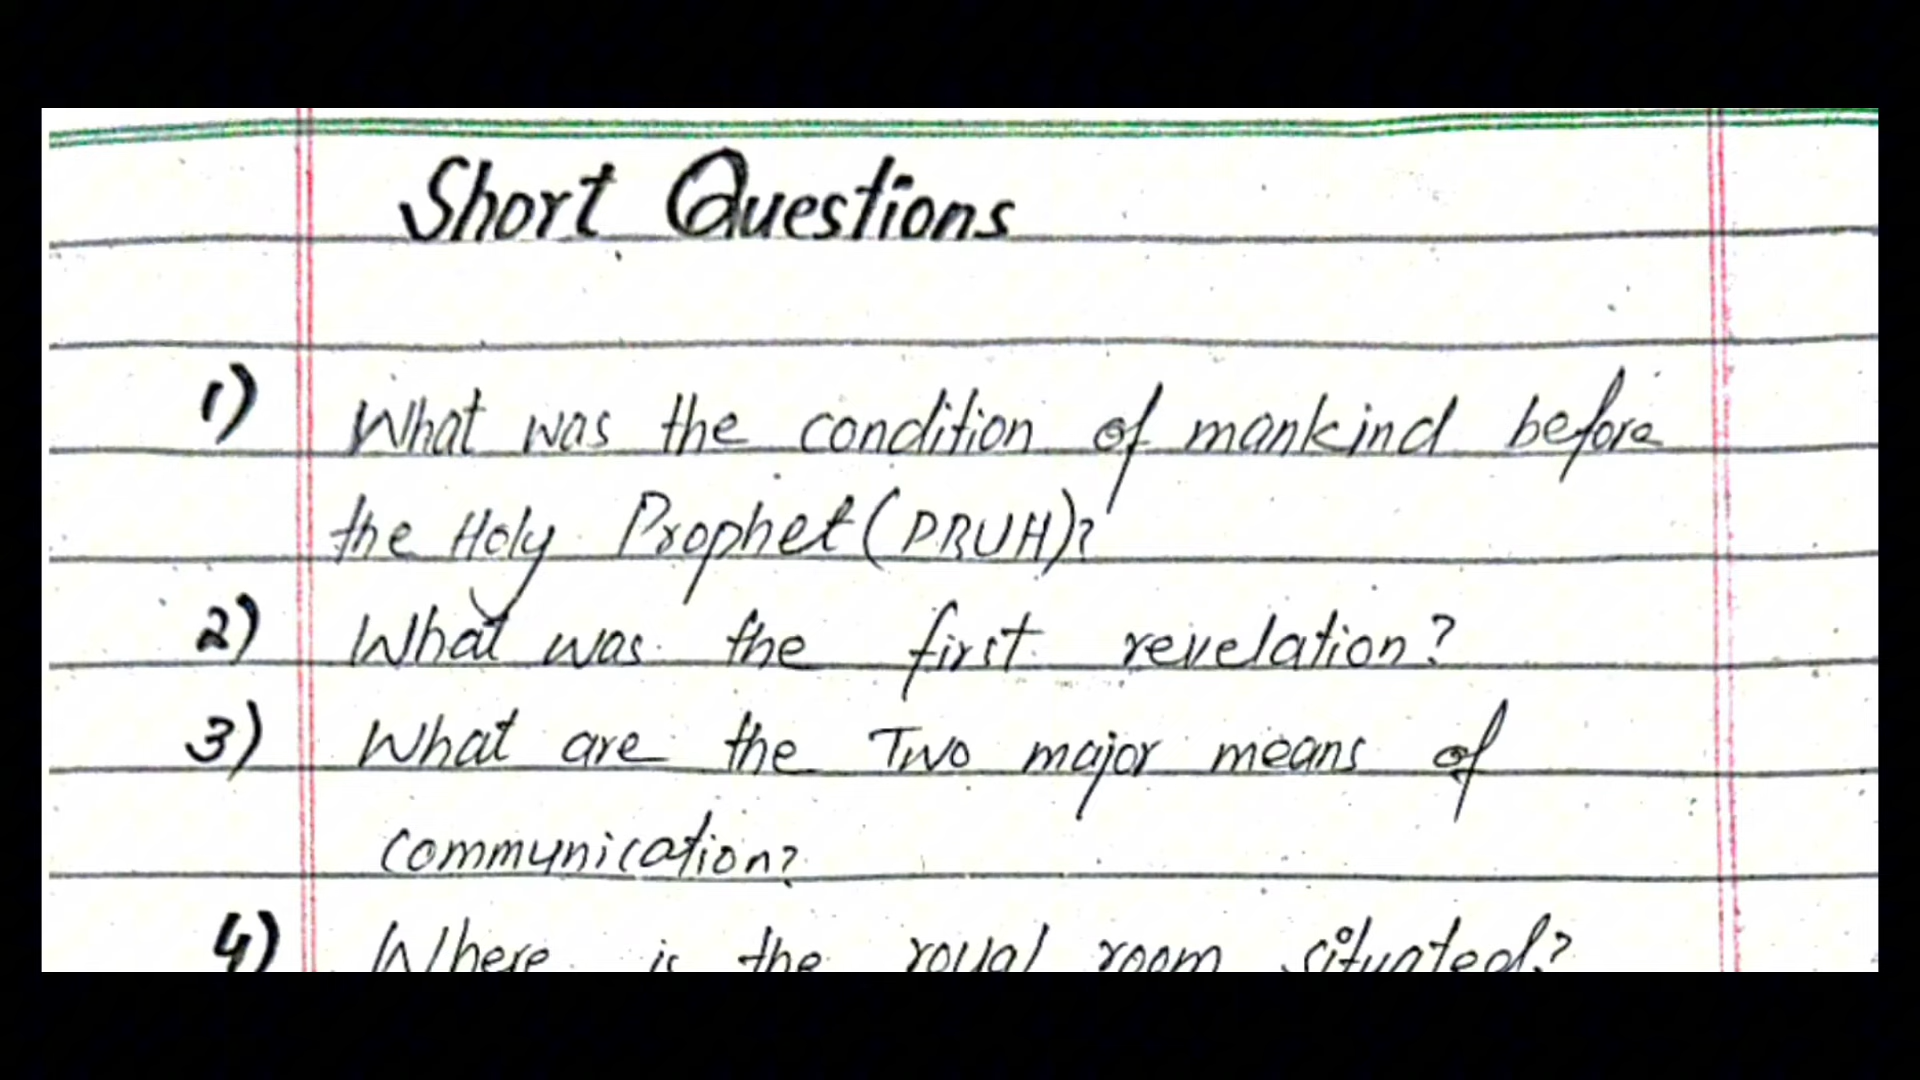 Short Questions
1) What was the condition of mankind before
the Holy Prophet (PBUH)?
2) What was the first revelation?
3) What are the Two major means of
communication?
4) Where is the royal room situated?